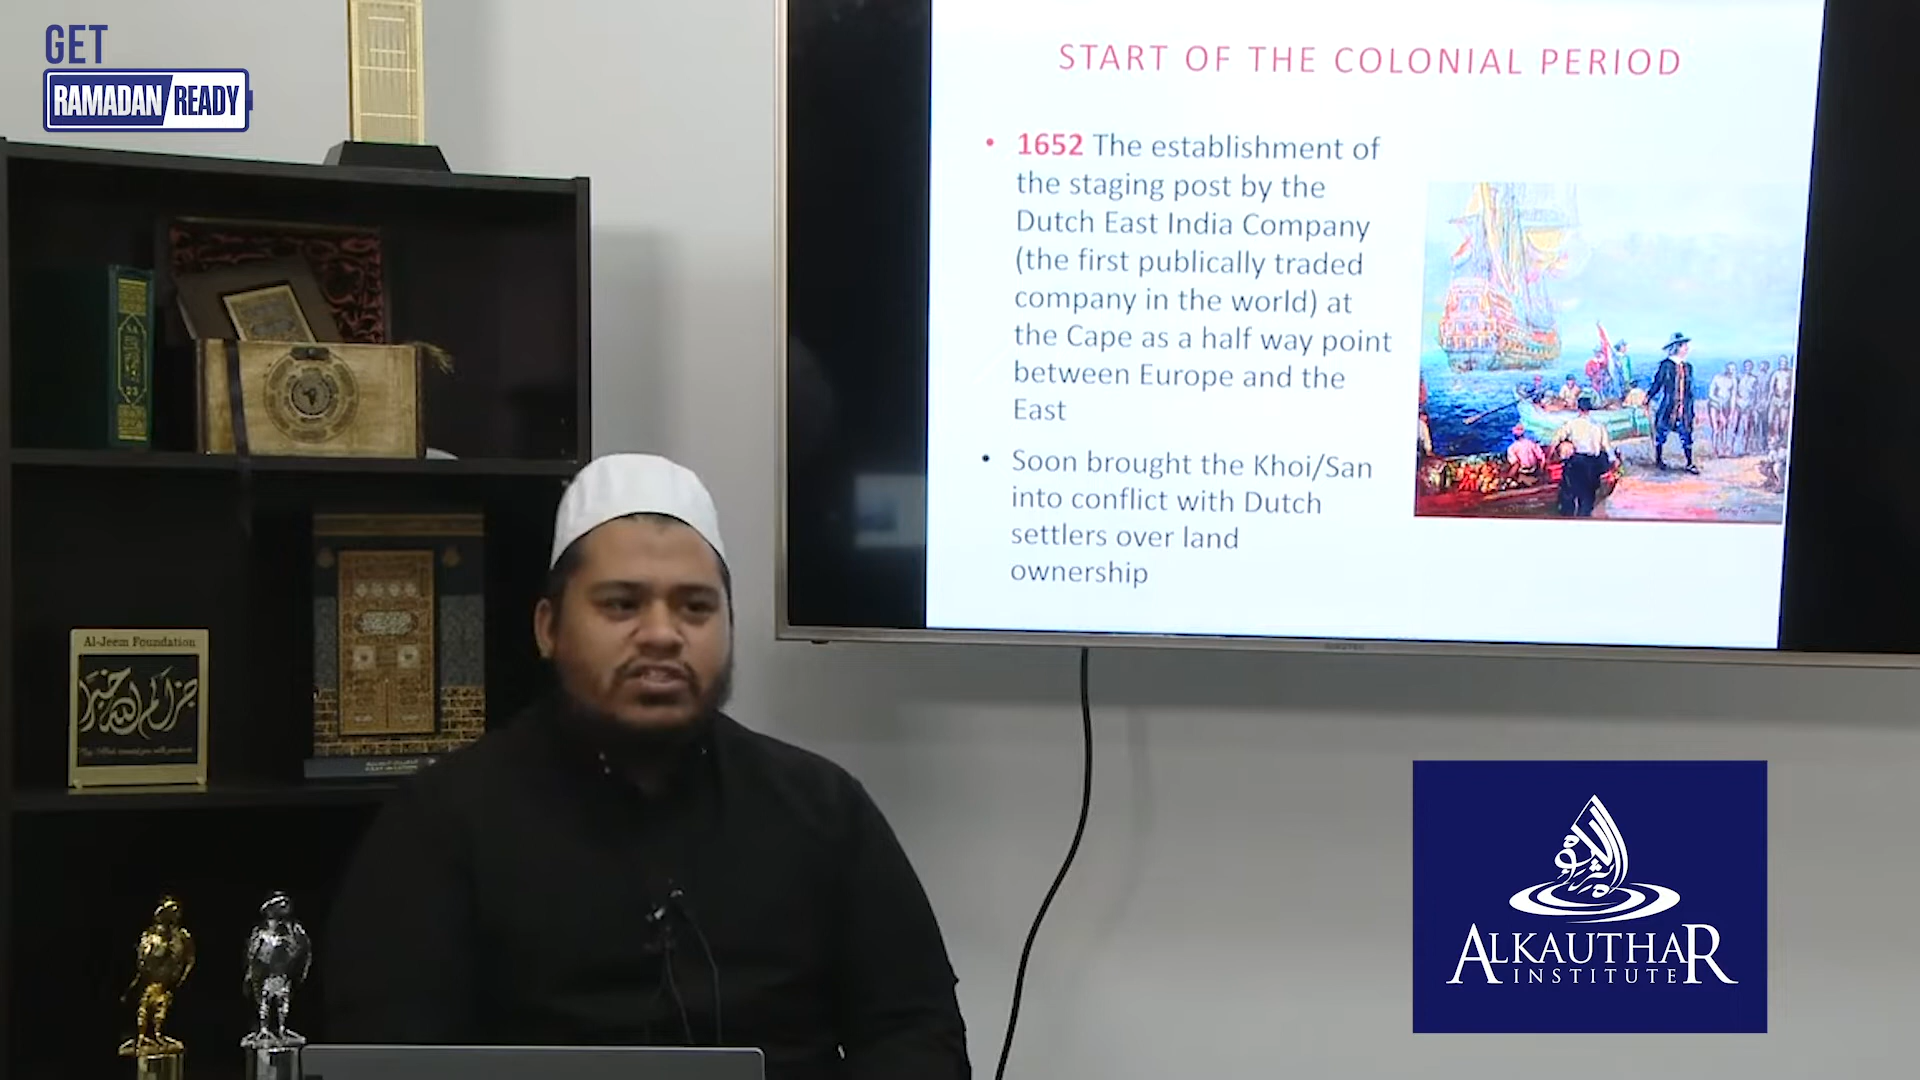 GET
RAMADAN READY
START OF THE COLONIAL PERIOD
• 1652 The establishment of
the staging post by the
Dutch East India Company
(the first publically traded
company in the world) at
the Cape as a half way point
between Europe and the
East
• Soon brought the Khoi/San
into conflict with Dutch
settlers over land
ownership
Al-Jeem Foundation
جزاكم الله خيرا
ALKAUTHAR
INSTITUTE